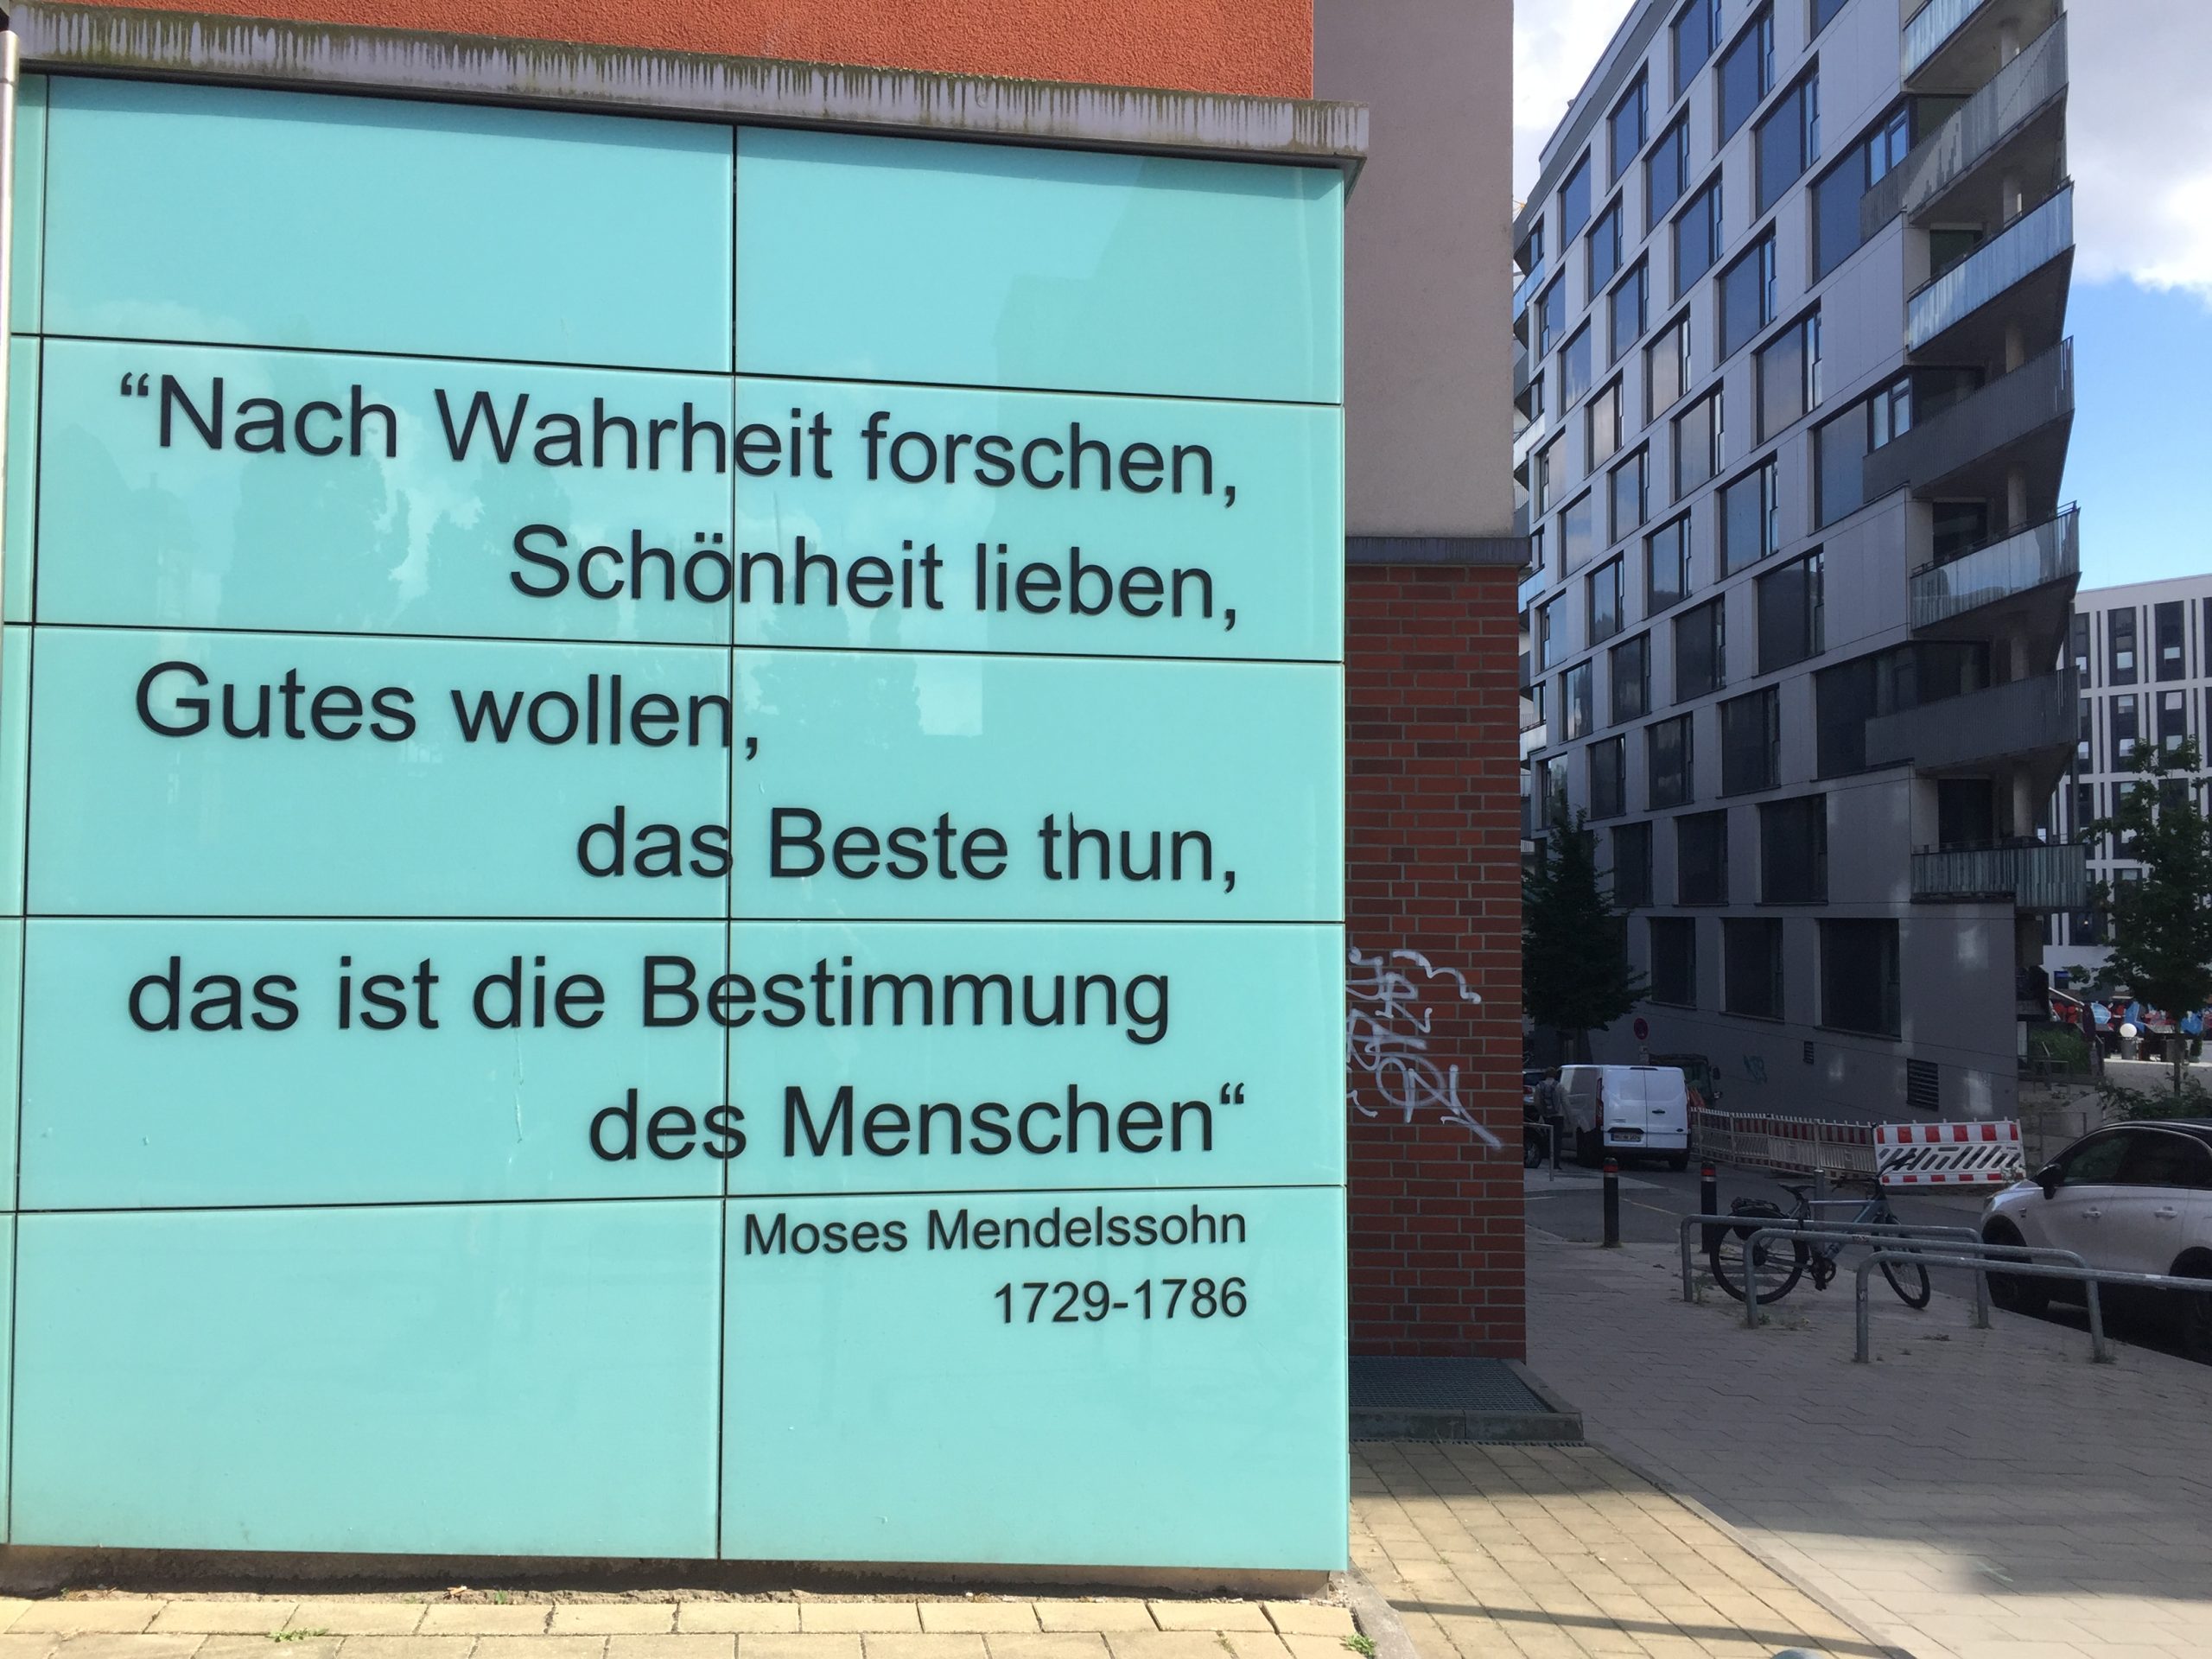 “Nach Wahrheit forschen,
Schönheit lieben,
Gutes wollen,
das Beste thun,
das ist die Bestimmung
des Menschen“
Moses Mendelssohn
1729-1786